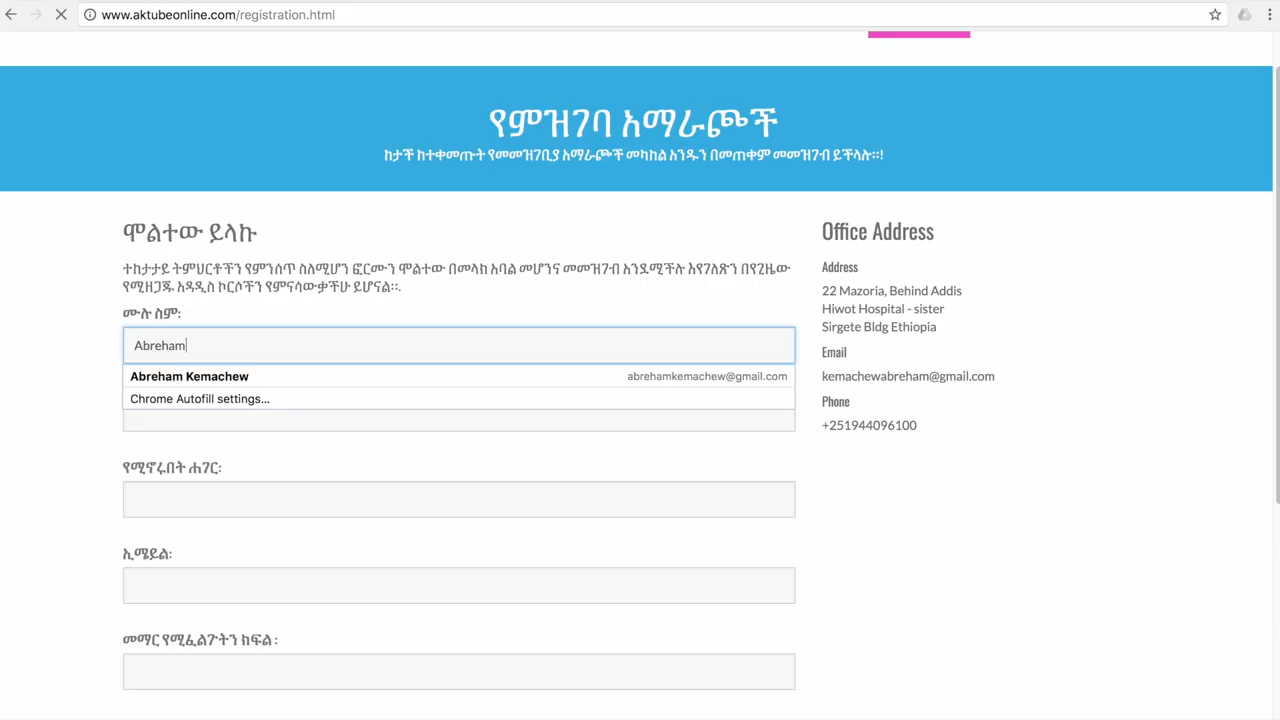 www.aktubeonline.com/registration.html
የምዝገባ አማራጮች
ከታች ከተቀመጡት የመመዝገቢያ አማራጮች መካከል አንዱን በመጠቀም መመዝገብ ይችላሉ።!
ሞልተው ይላኩ
ተከታታይ ትምህርቶችን የምንሰጥ ስለሚሆን ፎርሙን ሞልተው በመላክ አባል መሆንና መመዝገብ እንደሚችሉ እየገለጽን በየጊዜው
የሚዘጋጁ አዳዲስ ኮርሶችን የምናሳውቃችሁ ይሆናል።.
ሙሉ ስም:
Abreham
Abreham Kemachew abrehamkemachew@gmail.com
Chrome Autofill settings...
የሚኖሩበት ሐገር:
ኢሜይል:
መማር የሚፈልጉትን ክፍል :
Office Address
Address
22 Mazoria, Behind Addis
Hiwot Hospital - sister
Sirgete Bldg Ethiopia
Email
kemachewabreham@gmail.com
Phone
+251944096100